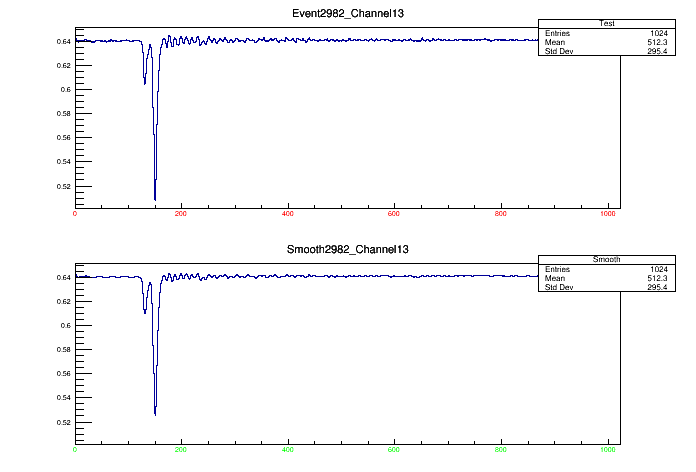 Event2982_Channel13
Test
Entries 1024
Mean 512.3
Std Dev 295.4
0.64
0.62
0.6
0.58
0.56
0.54
0.52
0 200 400 600 800 1000
Smooth2982_Channel13
Smooth
Entries 1024
Mean 512.3
Std Dev 295.4
0.64
0.62
0.6
0.58
0.56
0.54
0.52
0 200 400 600 800 1000